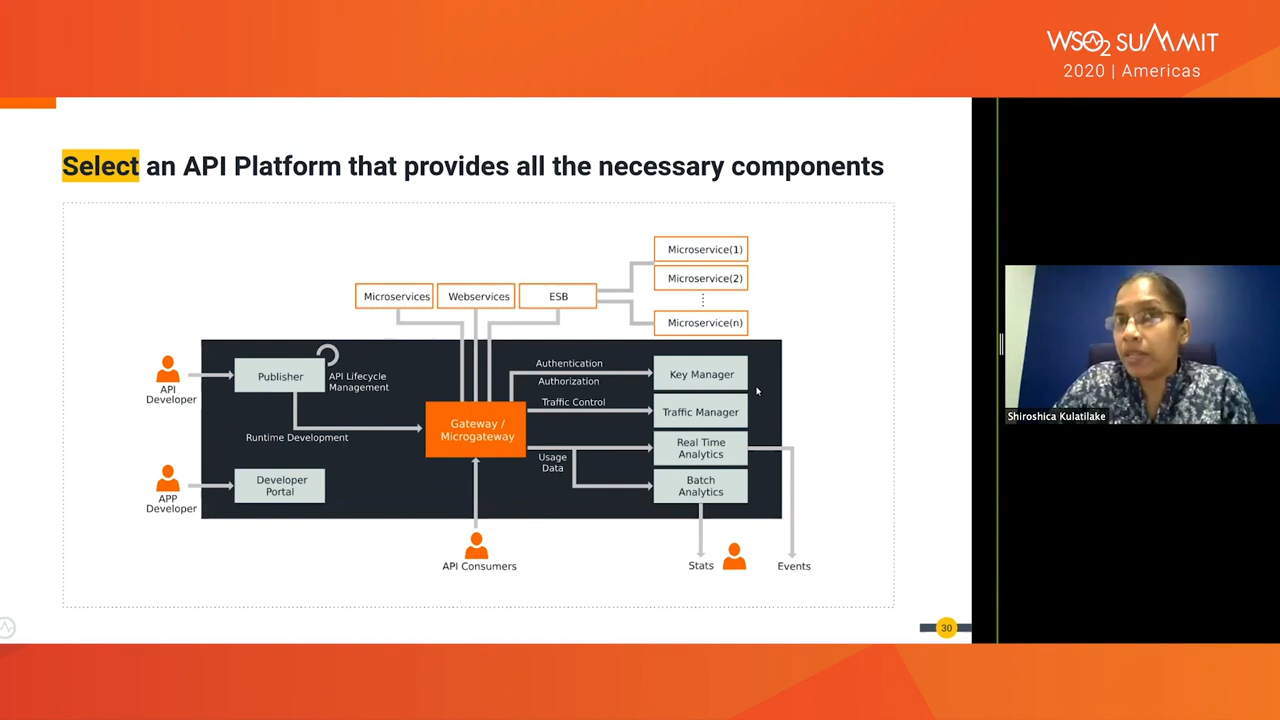 WSO2 SUMMIT
2020 | Americas
Select an API Platform that provides all the necessary components
Microservice(1)
Microservice(2)
Microservices
Webservices
ESB
Microservice(n)
API
Developer
Publisher
API Lifecycle
Management
Authentication
Authorization
Key Manager
Traffic Control
Traffic Manager
Gateway /
Microgateway
Runtime Development
Usage
Data
Real Time
Analytics
Batch
Analytics
APP
Developer
Developer
Portal
API Consumers
Stats
Events
30
Shiroshica Kulatilake